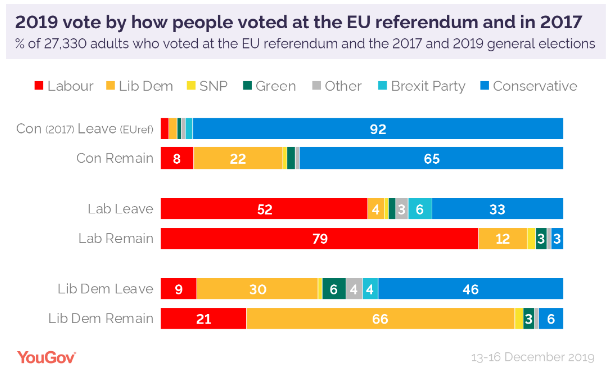 2019 vote by how people voted at the EU referendum and in 2017
% of 27,330 adults who voted at the EU referendum and the 2017 and 2019 general elections
Labour Lib Dem SNP Green Other Brexit Party Conservative
Con (2017) Leave (EUref) 92
Con Remain 8 22 65
Lab Leave 52 4 3 6 33
Lab Remain 79 12 3 3
Lib Dem Leave 9 30 6 4 4 46
Lib Dem Remain 21 66 3 6
YouGov 13-16 December 2019